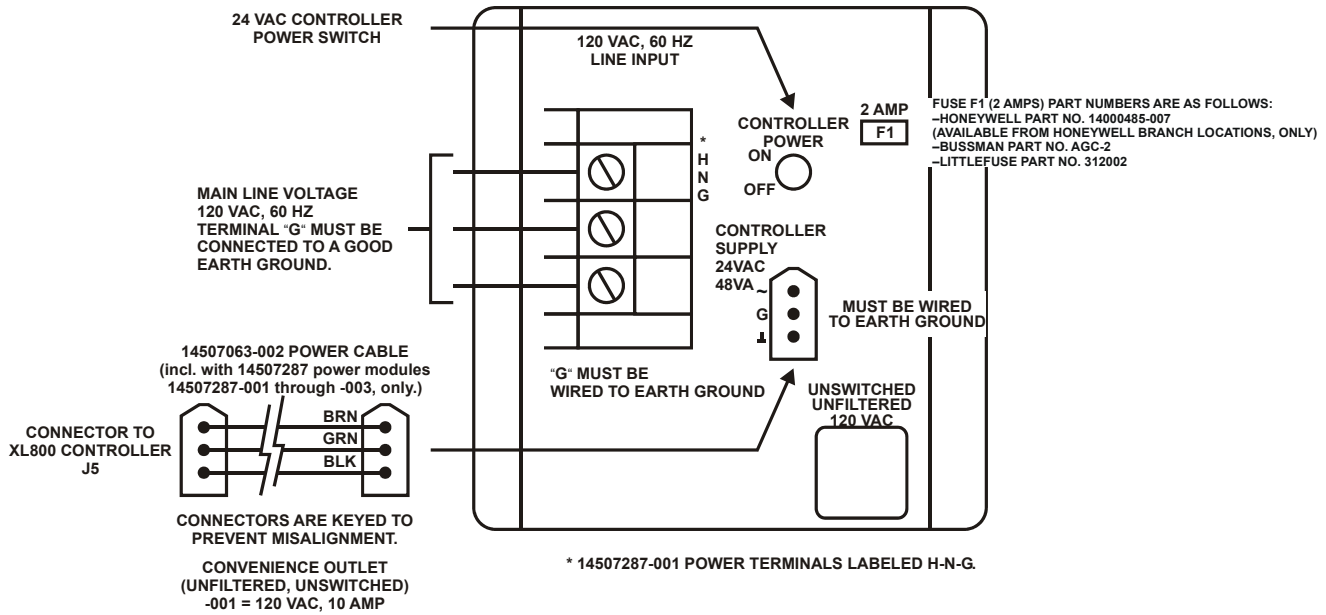 24 VAC CONTROLLER
POWER SWITCH
120 VAC, 60 HZ
LINE INPUT
*
H
N
G
CONTROLLER
POWER
ON
OFF
2 AMP
F1
FUSE F1 (2 AMPS) PART NUMBERS ARE AS FOLLOWS:
–HONEYWELL PART NO. 14000485-007
(AVAILABLE FROM HONEYWELL BRANCH LOCATIONS, ONLY)
–BUSSMAN PART NO. AGC-2
–LITTLEFUSE PART NO. 312002
MAIN LINE VOLTAGE
120 VAC, 60 HZ
TERMINAL “G“ MUST BE
CONNECTED TO A GOOD
EARTH GROUND.
CONTROLLER
SUPPLY
24VAC
48VA
~
G
⊥
MUST BE WIRED
TO EARTH GROUND
“G“ MUST BE
WIRED TO EARTH GROUND
UNSWITCHED
UNFILTERED
120 VAC
14507063-002 POWER CABLE
(incl. with 14507287 power modules
14507287-001 through -003, only.)
BRN
GRN
BLK
CONNECTOR TO
XL800 CONTROLLER
J5
CONNECTORS ARE KEYED TO
PREVENT MISALIGNMENT.
CONVENIENCE OUTLET
(UNFILTERED, UNSWITCHED)
-001 = 120 VAC, 10 AMP
* 14507287-001 POWER TERMINALS LABELED H-N-G.